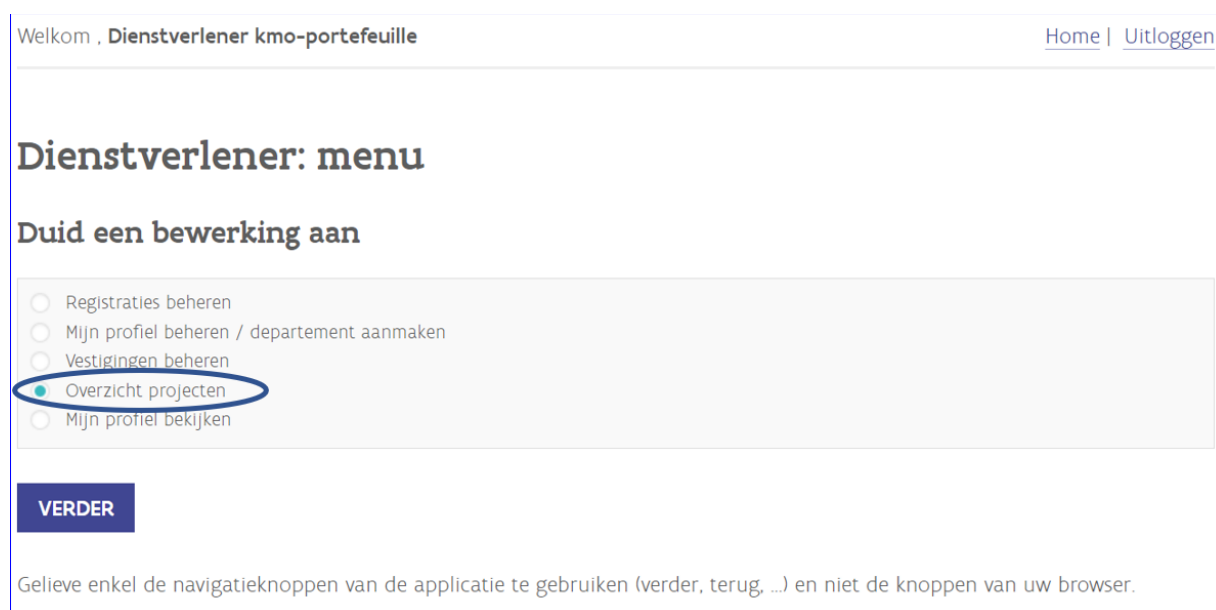 Welkom , Dienstverlener kmo-portefeuille Home | Uitloggen
Dienstverlener: menu
Duid een bewerking aan
Registraties beheren
Mijn profiel beheren / departement aanmaken
Vestigingen beheren
Overzicht projecten
Mijn profiel bekijken
VERDER
Gelieve enkel de navigatieknoppen van de applicatie te gebruiken (verder, terug, ...) en niet de knoppen van uw browser.